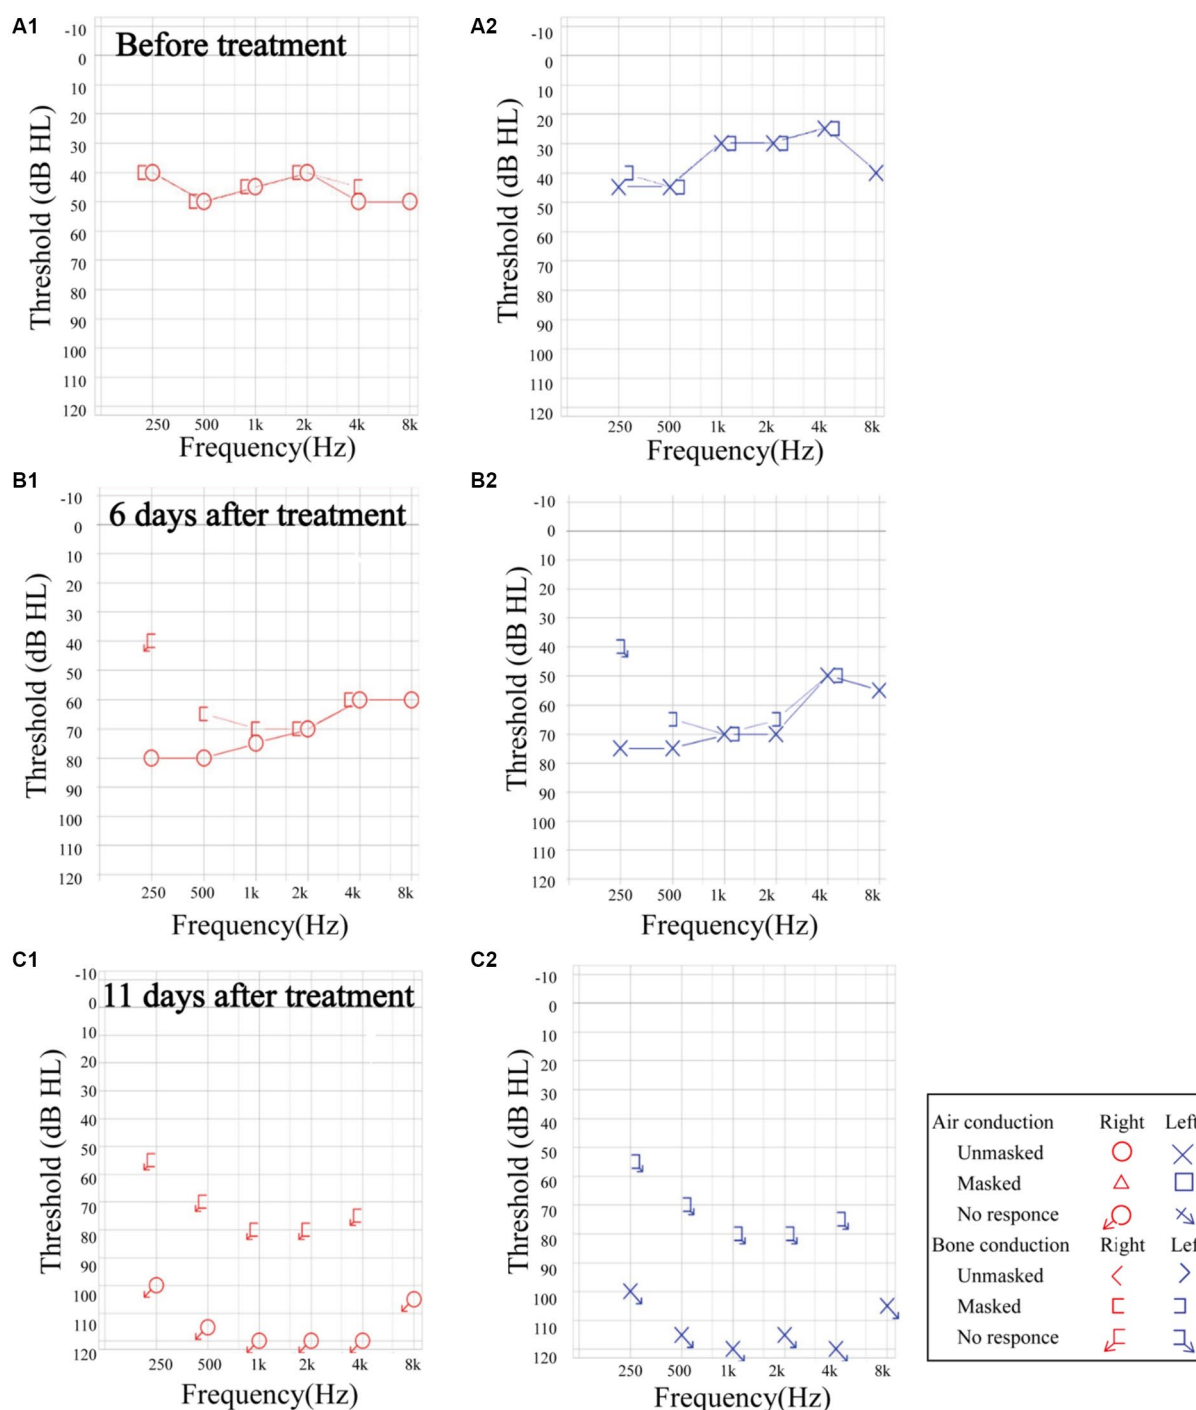 A1
Before treatment
Threshold (dB HL)
-10
0
10
20
30
40
50
60
70
80
90
100
110
120
250 500 1k 2k 4k 8k
Frequency(Hz)
A2
Threshold (dB HL)
-10
0
10
20
30
40
50
60
70
80
90
100
110
120
250 500 1k 2k 4k 8k
Frequency(Hz)
B1
6 days after treatment
Threshold (dB HL)
-10
0
10
20
30
40
50
60
70
80
90
100
110
120
250 500 1k 2k 4k 8k
Frequency(Hz)
B2
Threshold (dB HL)
-10
0
10
20
30
40
50
60
70
80
90
100
110
120
250 500 1k 2k 4k 8k
Frequency(Hz)
C1
11 days after treatment
Threshold (dB HL)
-10
0
10
20
30
40
50
60
70
80
90
100
110
120
250 500 1k 2k 4k 8k
Frequency(Hz)
C2
Threshold (dB HL)
-10
0
10
20
30
40
50
60
70
80
90
100
110
120
250 500 1k 2k 4k 8k
Frequency(Hz)
Air conduction Right Left
Unmasked
Masked
No responce
Bone conduction Right Left
Unmasked
Masked
No responce